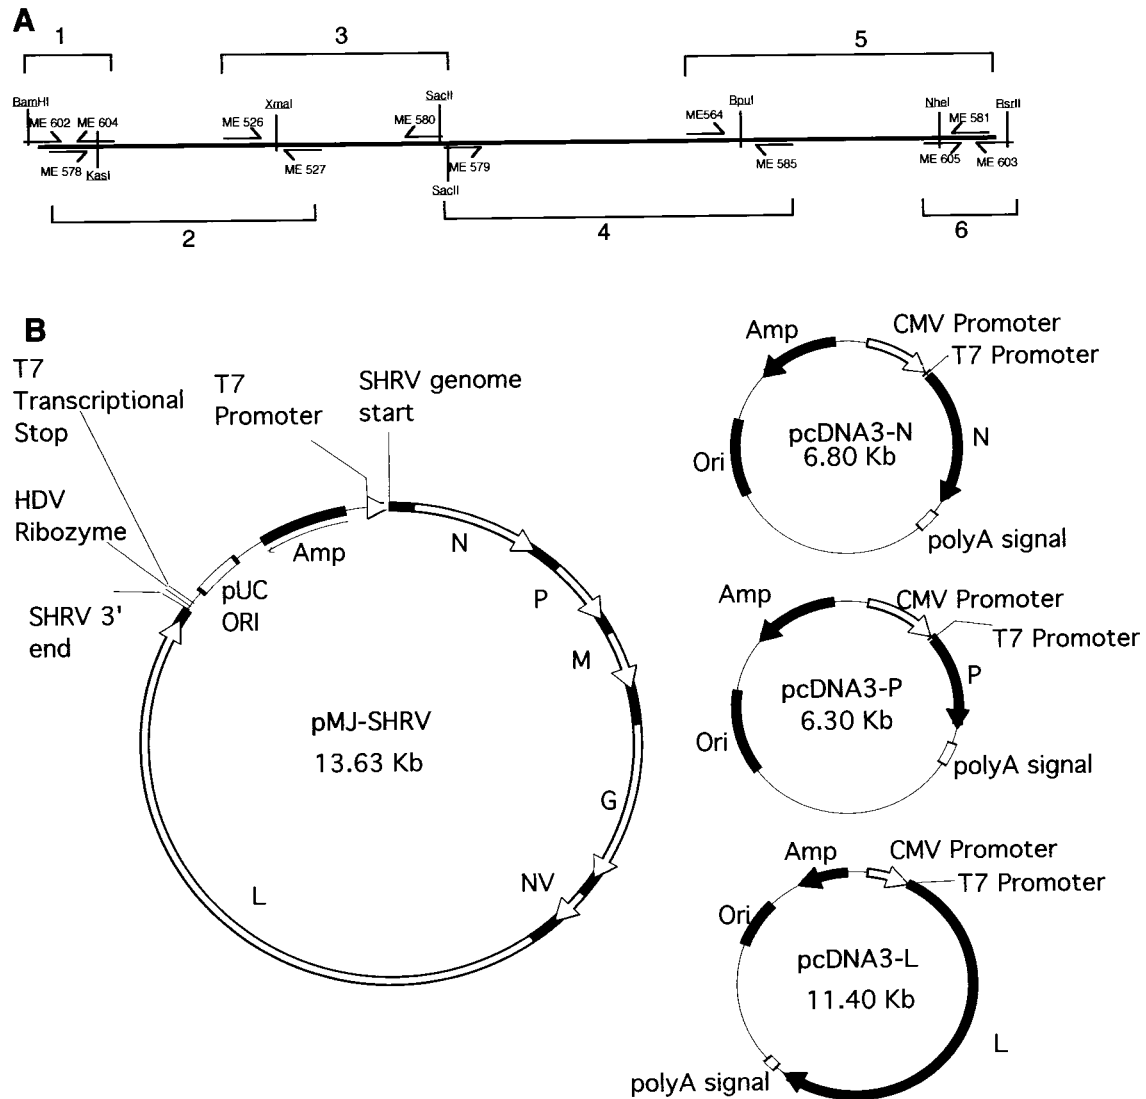 A
1
3
5
BamHI
ME 602
ME 604
ME 578
KasI
ME 526
XmaI
ME 527
ME 580
SacII
ME 579
SacII
ME564
BpuI
ME 585
NheI
ME 581
BsrII
ME 605
ME 603
2
4
6
B
T7
Transcriptional
Stop
HDV
Ribozyme
SHRV 3'
end
T7
Promoter
SHRV genome
start
Amp
pUC
ORI
N
P
M
G
NV
L
pMJ-SHRV
13.63 Kb
Amp
CMV Promoter
T7 Promoter
pcDNA3-N
6.80 Kb
N
Ori
polyA signal
Amp
CMV Promoter
T7 Promoter
pcDNA3-P
6.30 Kb
P
Ori
polyA signal
Amp
CMV Promoter
T7 Promoter
Ori
pcDNA3-L
11.40 Kb
L
polyA signal